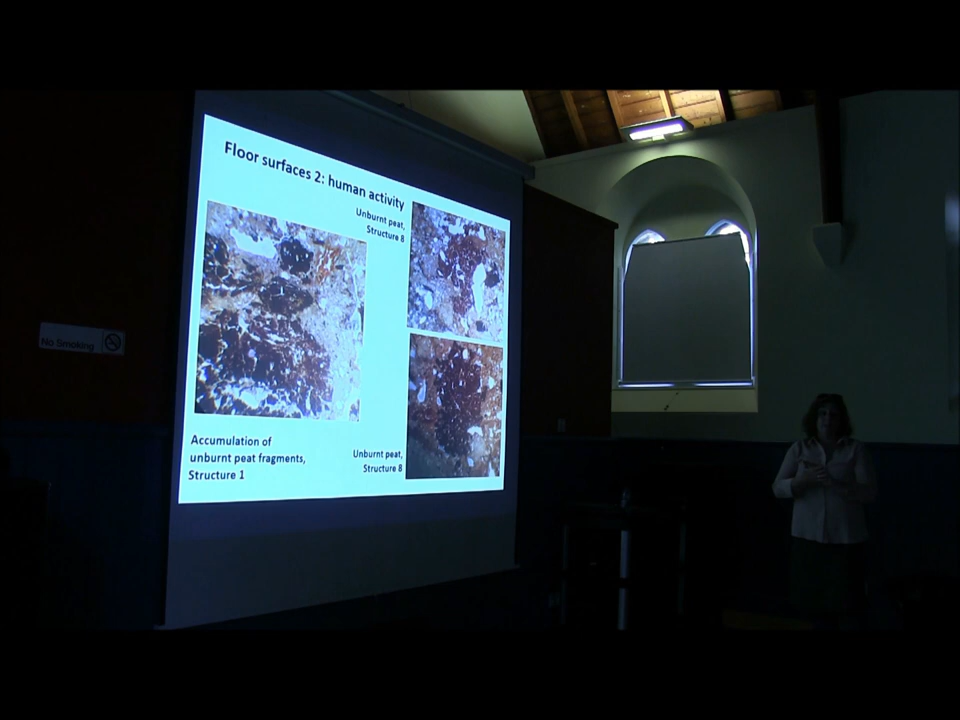 Floor surfaces 2: human activity
Unburnt peat,
Structure 8
Accumulation of
unburnt peat fragments,
Structure 1
Unburnt peat,
Structure 8
No Smoking